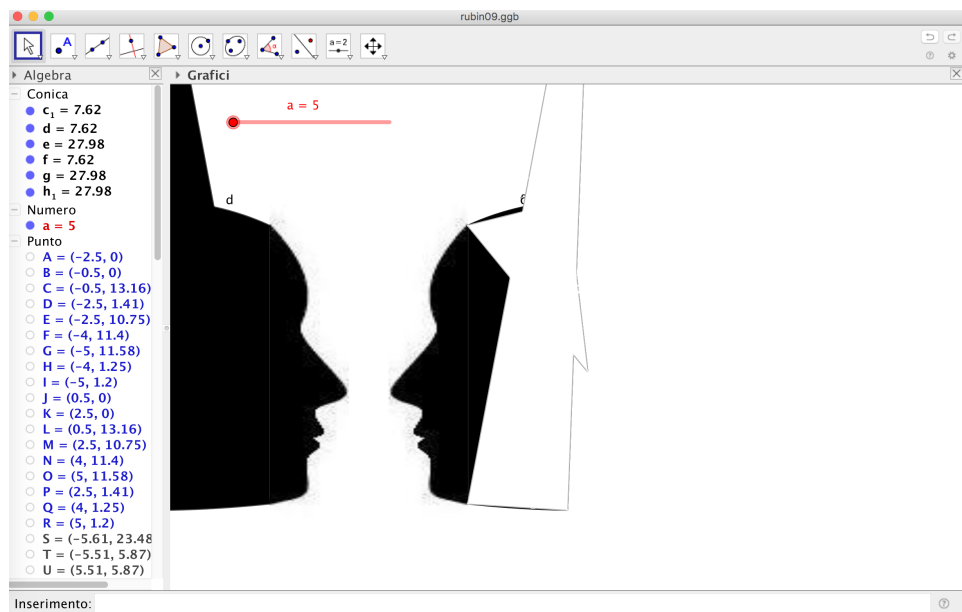 rubin09.ggb
A
a=2
Algebra
Grafici
Conica
c₁ = 7.62
d = 7.62
e = 27.98
f = 7.62
g = 27.98
h₁ = 27.98
Numero
a = 5
Punto
A = (-2.5, 0)
B = (-0.5, 0)
C = (-0.5, 13.16)
D = (-2.5, 1.41)
E = (-2.5, 10.75)
F = (-4, 11.4)
G = (-5, 11.58)
H = (-4, 1.25)
I = (-5, 1.2)
J = (0.5, 0)
K = (2.5, 0)
L = (0.5, 13.16)
M = (2.5, 10.75)
N = (4, 11.4)
O = (5, 11.58)
P = (2.5, 1.41)
Q = (4, 1.25)
R = (5, 1.2)
S = (-5.61, 23.48
T = (-5.51, 5.87)
U = (5.51, 5.87)
a = 5
d
Inserimento: